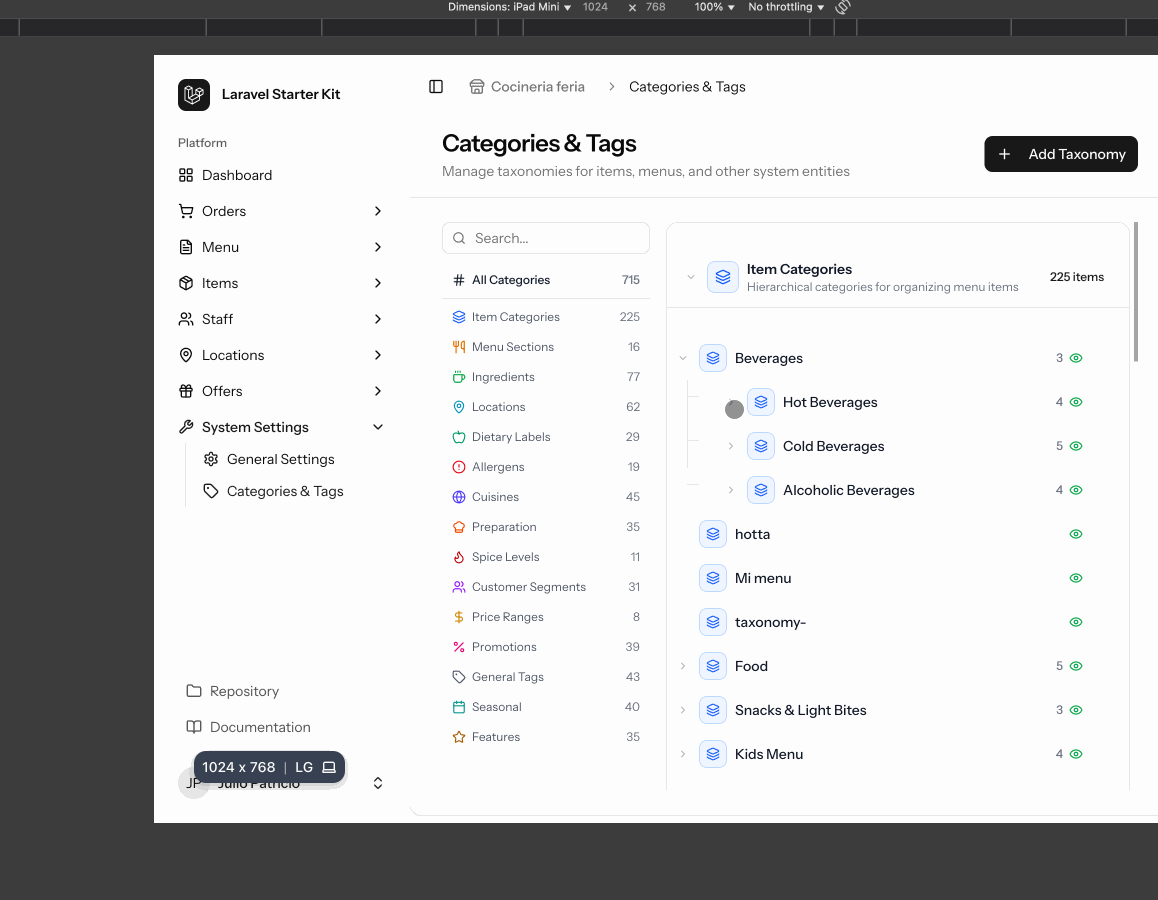 Dimensions: iPad Mini 1024 × 768 100% No throttling
Laravel Starter Kit
Cocineria feria
Categories & Tags
Categories & Tags
Manage taxonomies for items, menus, and other system entities
Add Taxonomy
Platform
Dashboard
Orders
Menu
Items
Staff
Locations
Offers
System Settings
General Settings
Categories & Tags
Repository
Documentation
1024 x 768 | LG
JP Julio Patricio
Search...
All Categories 715
Item Categories 225
Menu Sections 16
Ingredients 77
Locations 62
Dietary Labels 29
Allergens 19
Cuisines 45
Preparation 35
Spice Levels 11
Customer Segments 31
Price Ranges 8
Promotions 39
General Tags 43
Seasonal 40
Features 35
Item Categories
Hierarchical categories for organizing menu items
225 items
Beverages 3
Hot Beverages 4
Cold Beverages 5
Alcoholic Beverages 4
hotta
Mi menu
taxonomy-
Food 5
Snacks & Light Bites 3
Kids Menu 4